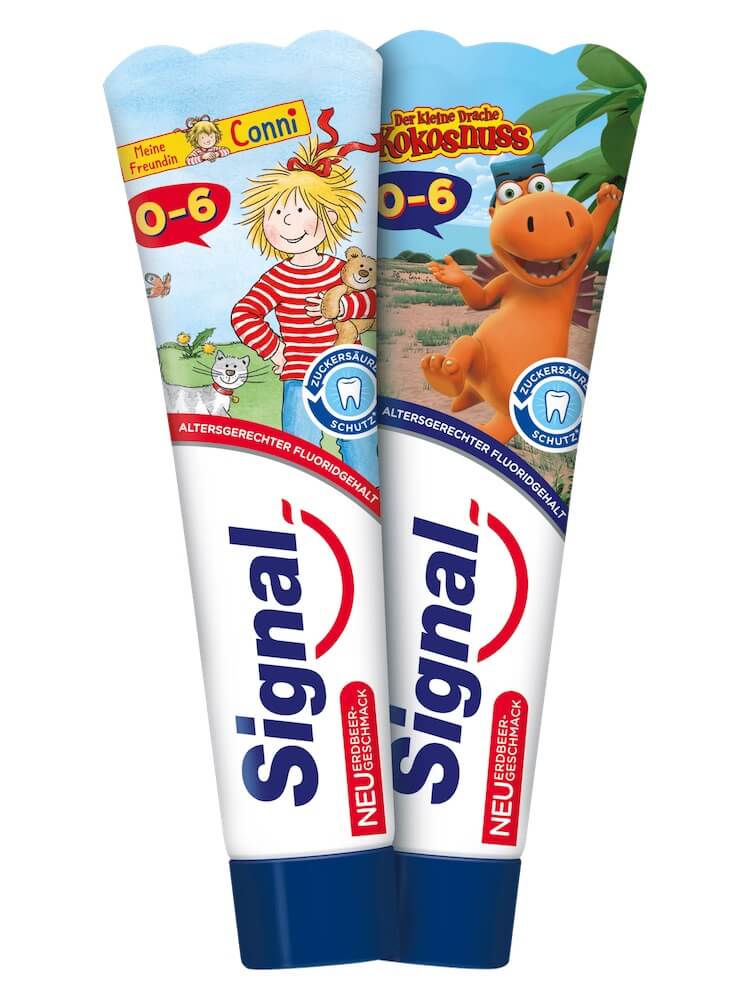 Meine
Freundin
Conni
0-6
ZUCKERSÄURE
SCHUTZ*
ALTERSGERECHTER FLUORIDGEHALT
Signal
NEU ERDBEER-
GESCHMACK
Der kleine Drache
Kokosnuss
0-6
ZUCKERSÄURE
SCHUTZ*
ALTERSGERECHTER FLUORIDGEHALT
Signal
NEU ERDBEER-
GESCHMACK